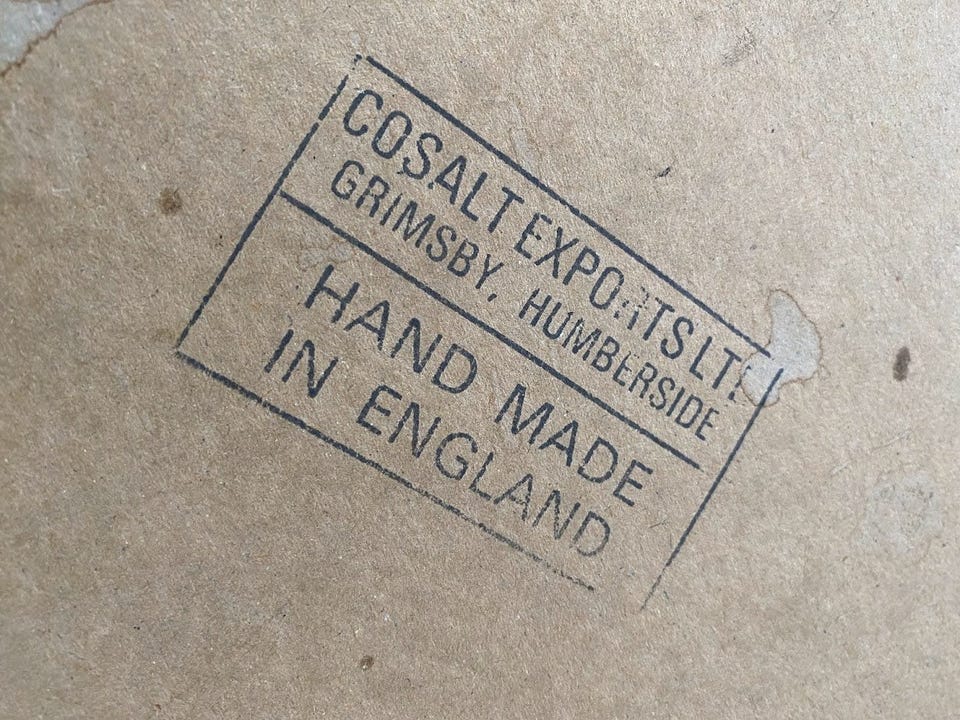 COSALT EXPORTS LTD
GRIMSBY, HUMBERSIDE
HAND MADE
IN ENGLAND